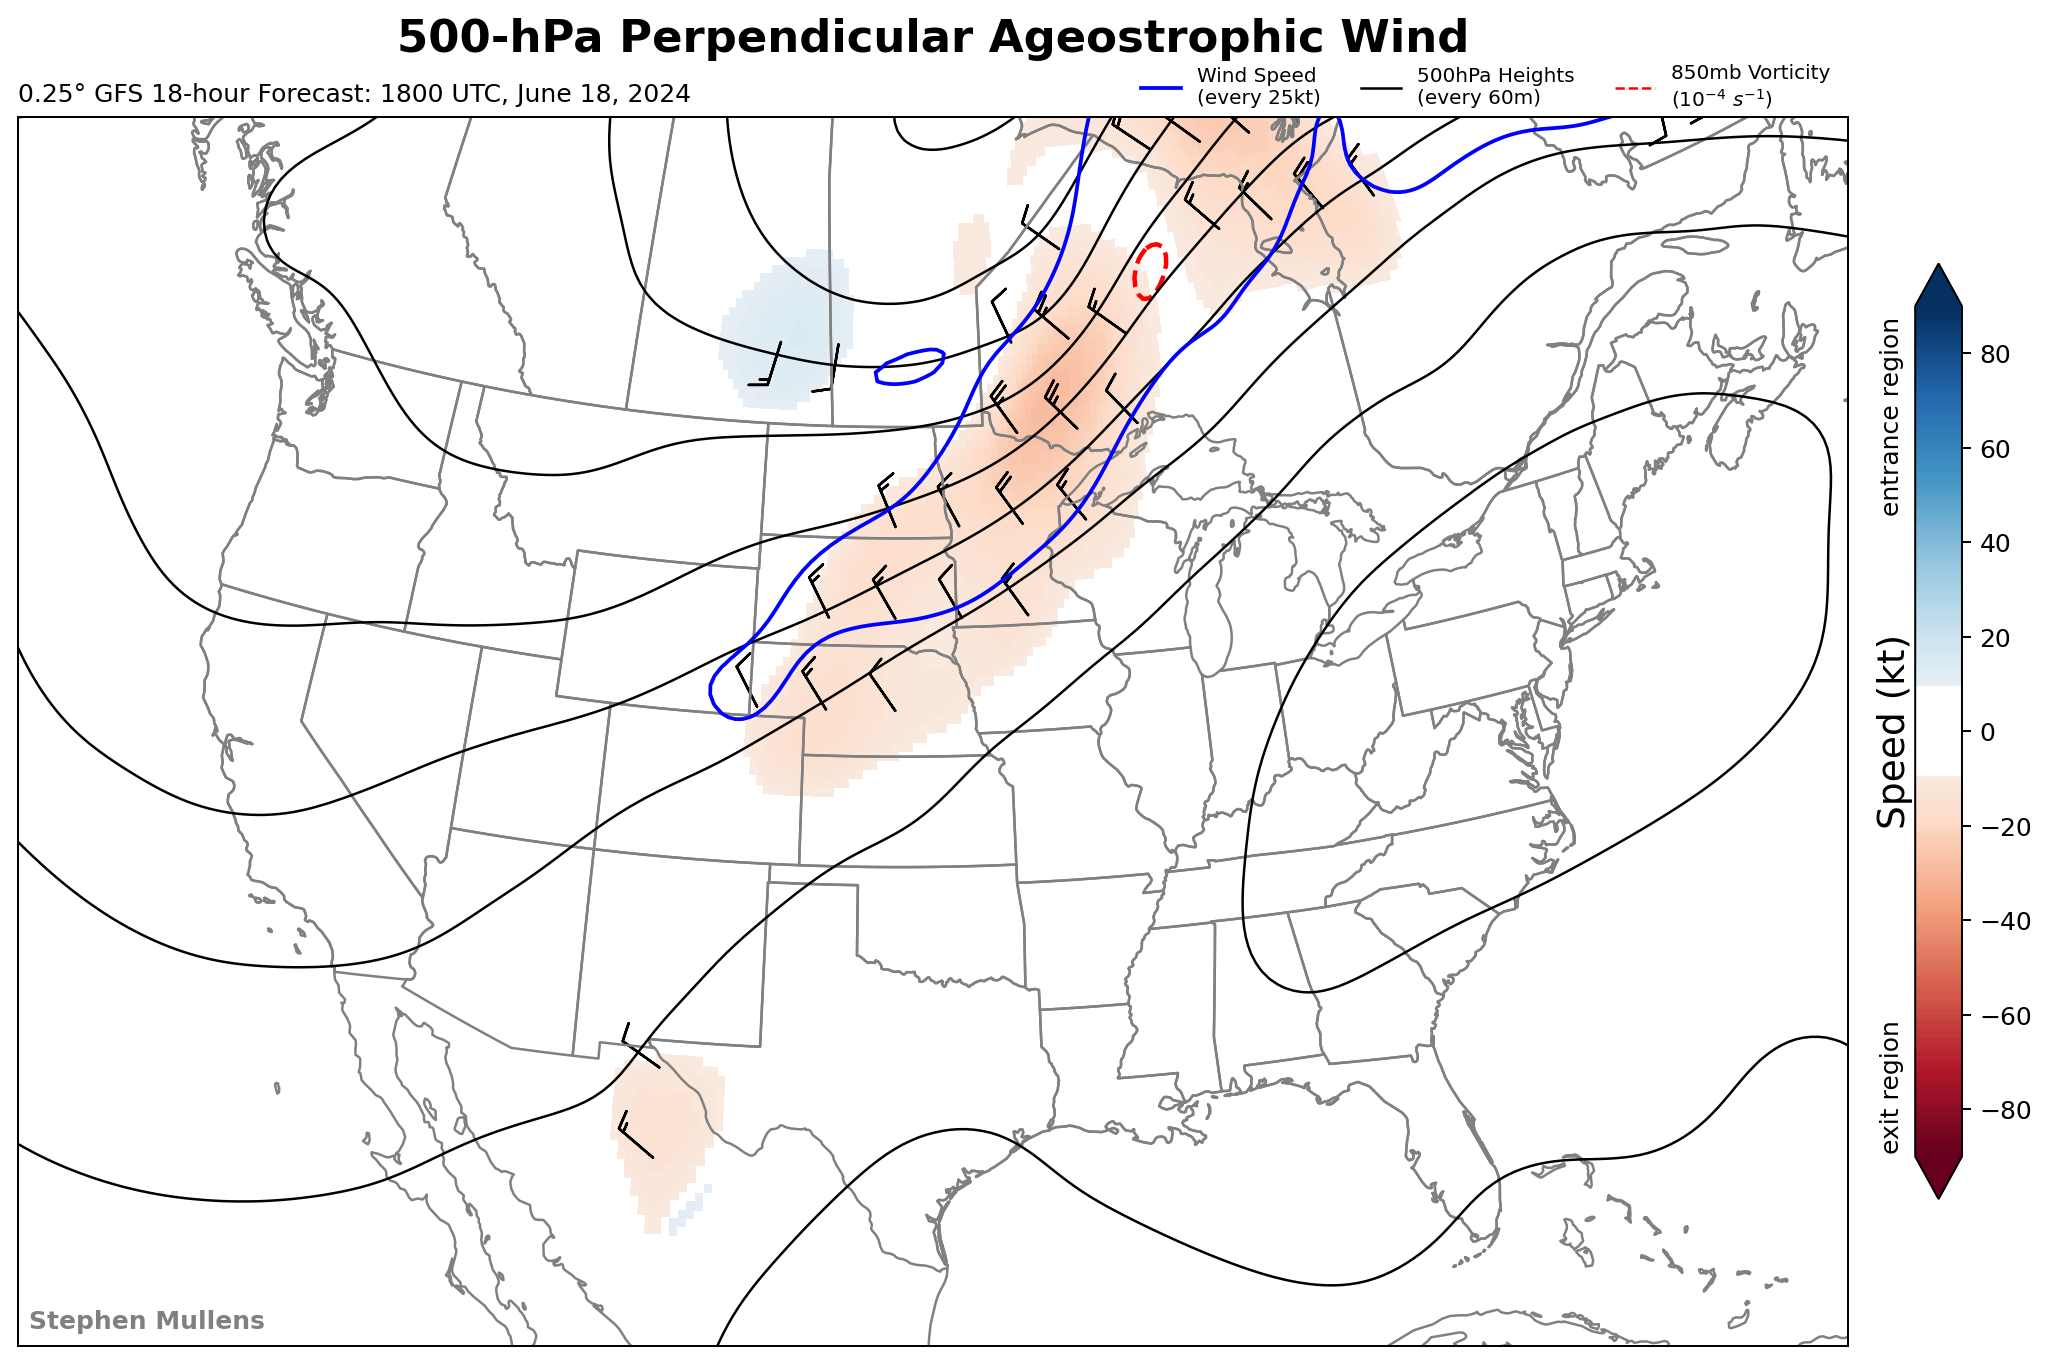 500-hPa Perpendicular Ageostrophic Wind
0.25° GFS 18-hour Forecast: 1800 UTC, June 18, 2024
Wind Speed
(every 25kt)
500hPa Heights
(every 60m)
850mb Vorticity
(10⁻⁴ s⁻¹)
entrance region
Speed (kt)
exit region
80
60
40
20
0
−20
−40
−60
−80
Stephen Mullens